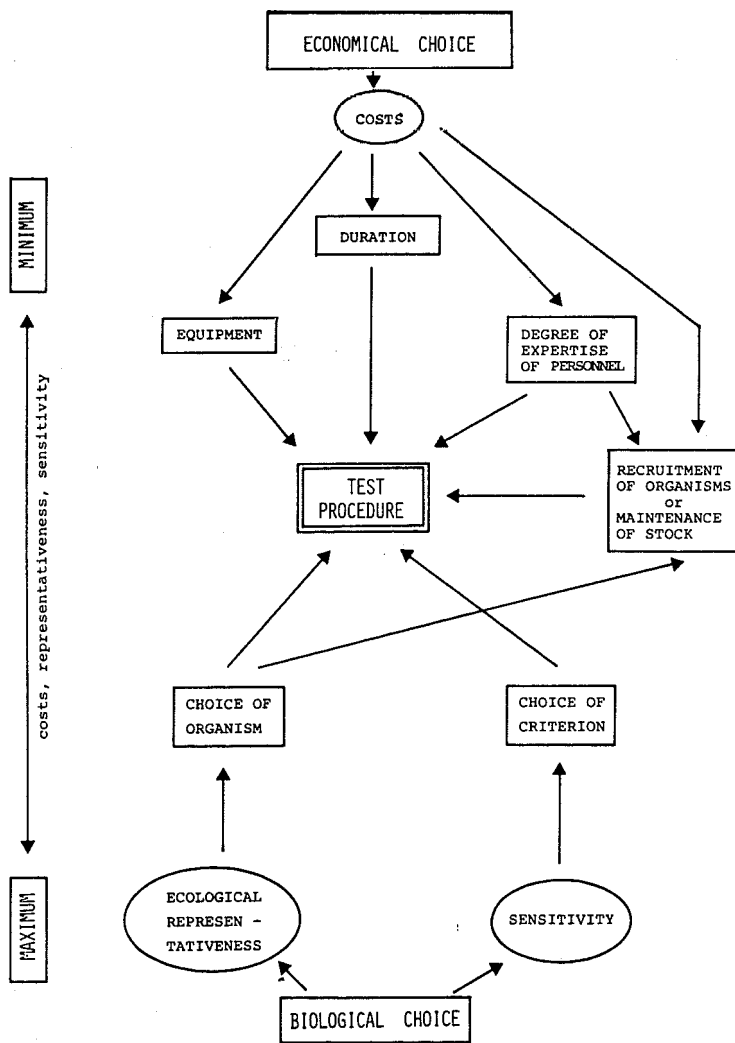 ECONOMICAL CHOICE
COSTS
MINIMUM
DURATION
EQUIPMENT
DEGREE OF
EXPERTISE
OF PERSONNEL
costs, representativeness, sensitivity
TEST
PROCEDURE
RECRUITMENT
OF ORGANISMS
or
MAINTENANCE
OF STOCK
CHOICE OF
ORGANISM
CHOICE OF
CRITERION
MAXIMUM
ECOLOGICAL
REPRESEN -
TATIVENESS
SENSITIVITY
BIOLOGICAL CHOICE